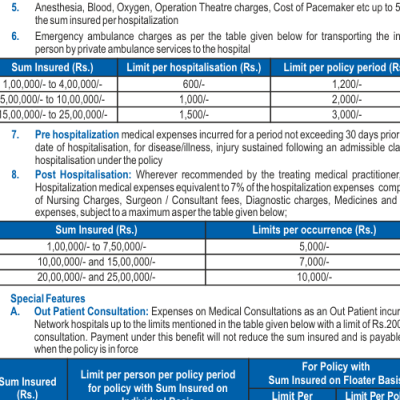 5. Anesthesia, Blood, Oxygen, Operation Theatre charges, Cost of Pacemaker etc up to
the sum insured per hospitalization
6. Emergency ambulance charges as per the table given below for transporting the
person by private ambulance services to the hospital
Sum Insured (Rs.) Limit per hospitalisation (Rs.) Limit per policy period
1,00,000/- to 4,00,000/- 600/- 1,200/-
5,00,000/- to 10,00,000/- 1,000/- 2,000/-
15,00,000/- to 25,00,000/- 1,500/- 3,000/-
7. Pre hospitalization medical expenses incurred for a period not exceeding 30 days prior
date of hospitalisation, for disease/illness, injury sustained following an admissible
hospitalisation under the policy
8. Post Hospitalisation: Wherever recommended by the treating medical practitioner,
Hospitalization medical expenses equivalent to 7% of the hospitalization expenses
of Nursing Charges, Surgeon / Consultant fees, Diagnostic charges, Medicines and
expenses, subject to a maximum as per the table given below;
Sum Insured (Rs.) Limits per occurrence (Rs.)
1,00,000/- to 7,50,000/- 5,000/-
10,00,000/- and 15,00,000/- 7,000/-
20,00,000/- and 25,00,000/- 10,000/-
Special Features
A. Out Patient Consultation: Expenses on Medical Consultations as an Out Patient
Network hospitals up to the limits mentioned in the table given below with a limit of
consultation. Payment under this benefit will not reduce the sum insured and is payable
when the policy is in force
For Policy with
Sum Insured on Floater Basis
Sum Insured
(Rs.)
Limit per person per policy period
for policy with Sum Insured on
Limit Per Limit